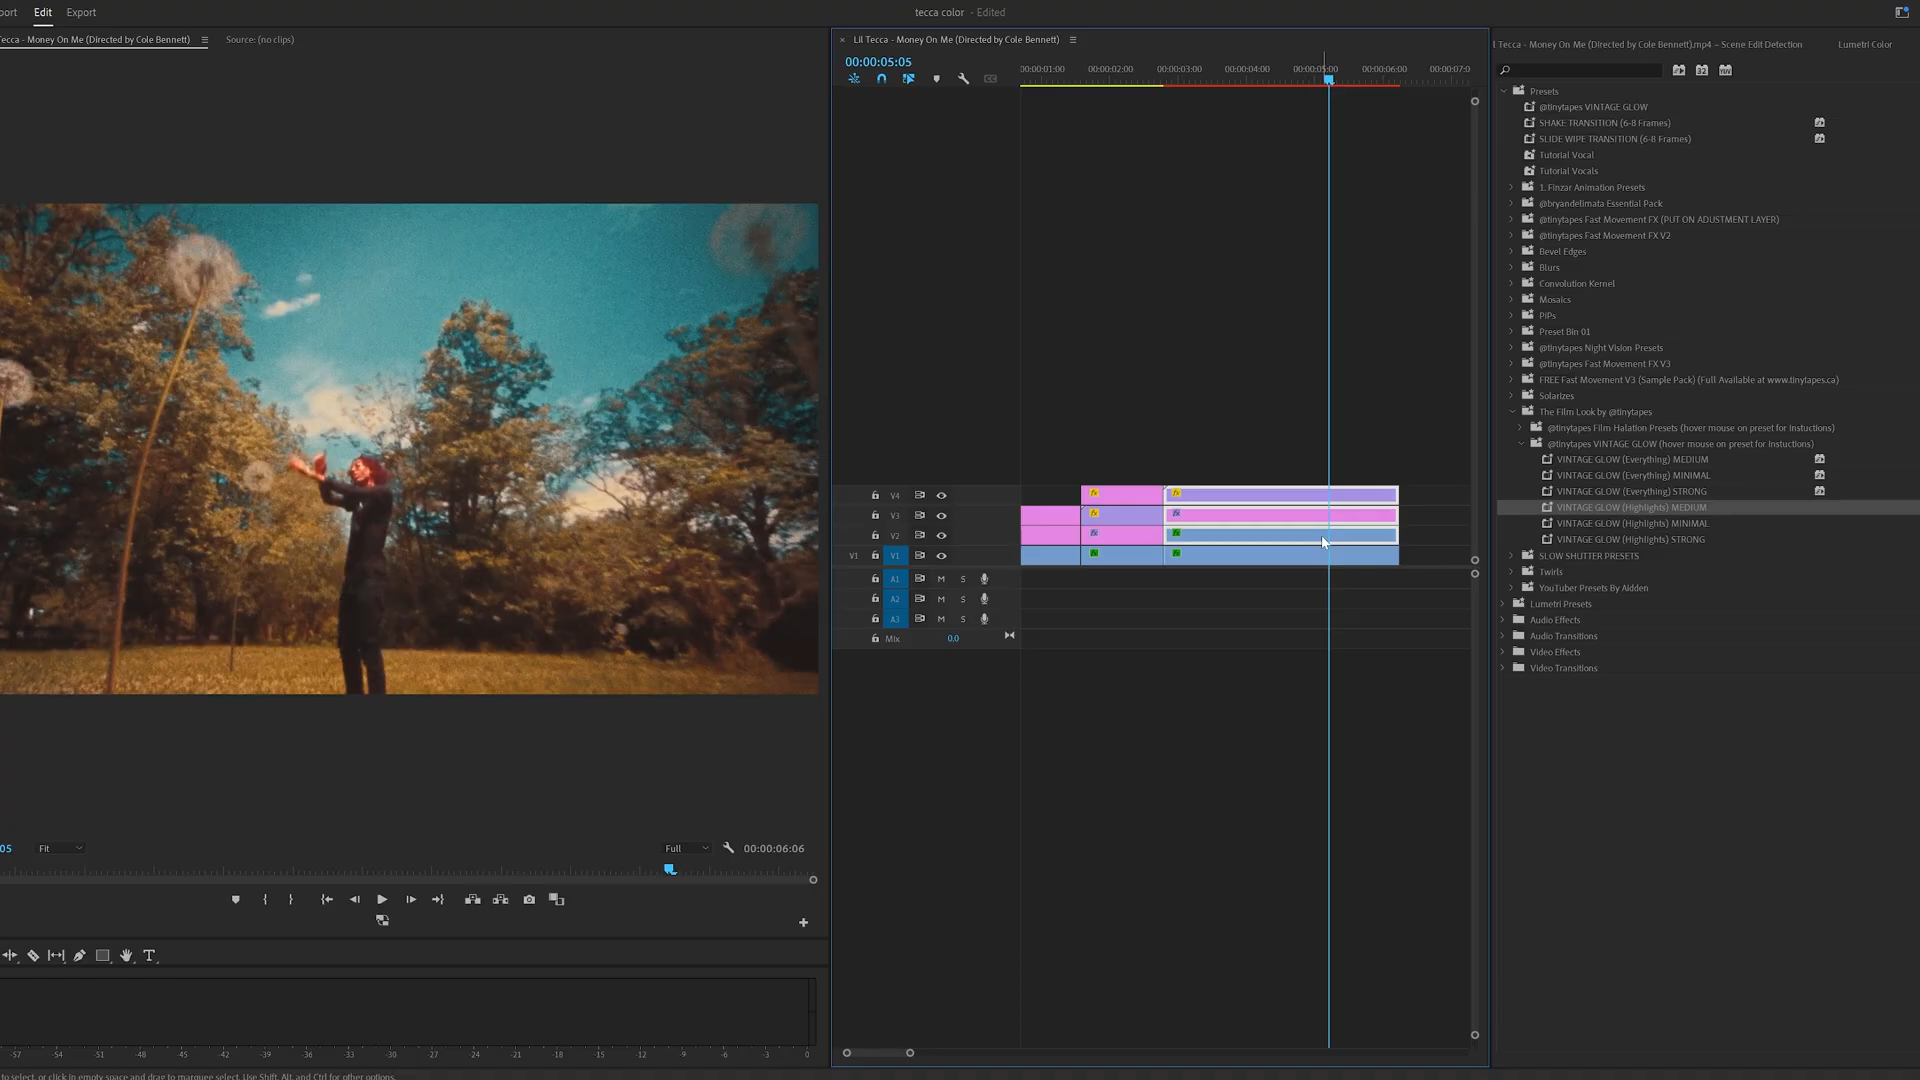 port Edit Export
tecca color - Edited
Tecca - Money On Me (Directed by Cole Bennett)
Source: (no clips)
× Lil Tecca - Money On Me (Directed by Cole Bennett)
l Tecca - Money On Me (Directed by Cole Bennett).mp4 – Scene Edit Detection
Lumetri Color
00:00:05:05
00:00:01:00 00:00:02:00 00:00:03:00 00:00:04:00 00:00:05:00 00:00:06:00 00:00:07:0
Presets
@tinytapes VINTAGE GLOW
SHAKE TRANSITION (6-8 Frames)
SLIDE WIPE TRANSITION (6-8 Frames)
Tutorial Vocal
Tutorial Vocals
1. Finzar Animation Presets
@bryandelimata Essential Pack
@tinytapes Fast Movement FX (PUT ON ADUSTMENT LAYER)
@tinytapes Fast Movement FX V2
Bevel Edges
Blurs
Convolution Kernel
Mosaics
PiPs
Preset Bin 01
@tinytapes Night Vision Presets
@tinytapes Fast Movement FX V3
FREE Fast Movement V3 (Sample Pack) (Full Available at www.tinytapes.ca)
Solarizes
The Film Look by @tinytapes
@tinytapes Film Halation Presets (hover mouse on preset for instuctions)
@tinytapes VINTAGE GLOW (hover mouse on preset for instuctions)
VINTAGE GLOW (Everything) MEDIUM
VINTAGE GLOW (Everything) MINIMAL
VINTAGE GLOW (Everything) STRONG
VINTAGE GLOW (Highlights) MEDIUM
VINTAGE GLOW (Highlights) MINIMAL
VINTAGE GLOW (Highlights) STRONG
SLOW SHUTTER PRESETS
Twirls
YouTuber Presets By Aidden
Lumetri Presets
Audio Effects
Audio Transitions
Video Effects
Video Transitions
V4 fx fx
V3 fx fx
V2 fx fx
V1 V1 fx fx
A1 M S
A2 M S
A3 M S
Mix 0.0
05 Fit Full 00:00:06:06
T
-57 -54 -51 -48 -45 -42 -39 -36 -33 -30 -27 -24 -21 -18 -15 -12 -9 -6 -3 0
to select, or click in empty space and drag to marquee select. Use Shift, Alt, and Ctrl for other options.